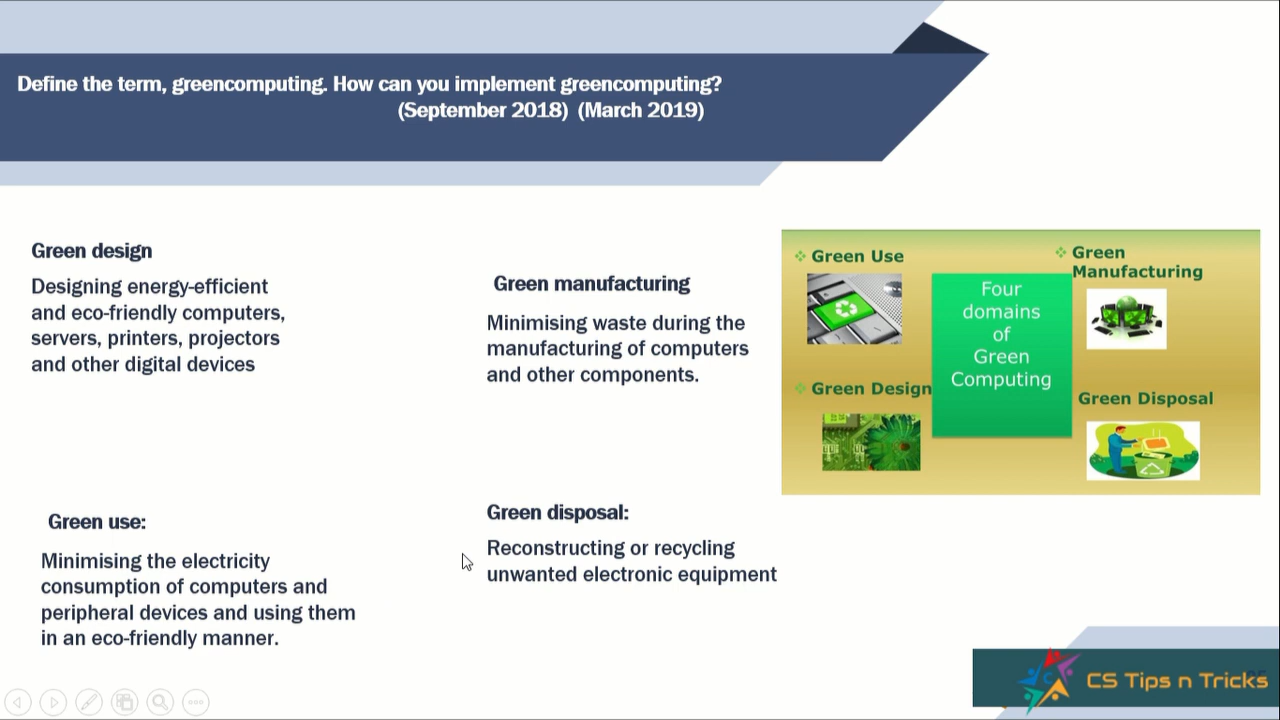 Define the term, greencomputing. How can you implement greencomputing?
(September 2018) (March 2019)
Green design
Designing energy-efficient
and eco-friendly computers,
servers, printers, projectors
and other digital devices
Green manufacturing
Minimising waste during the
manufacturing of computers
and other components.
Green use:
Minimising the electricity
consumption of computers and
peripheral devices and using them
in an eco-friendly manner.
Green disposal:
Reconstructing or recycling
unwanted electronic equipment
Green Use
Green
Manufacturing
Four
domains
of
Green
Computing
Green Design
Green Disposal
CS Tips n Tricks